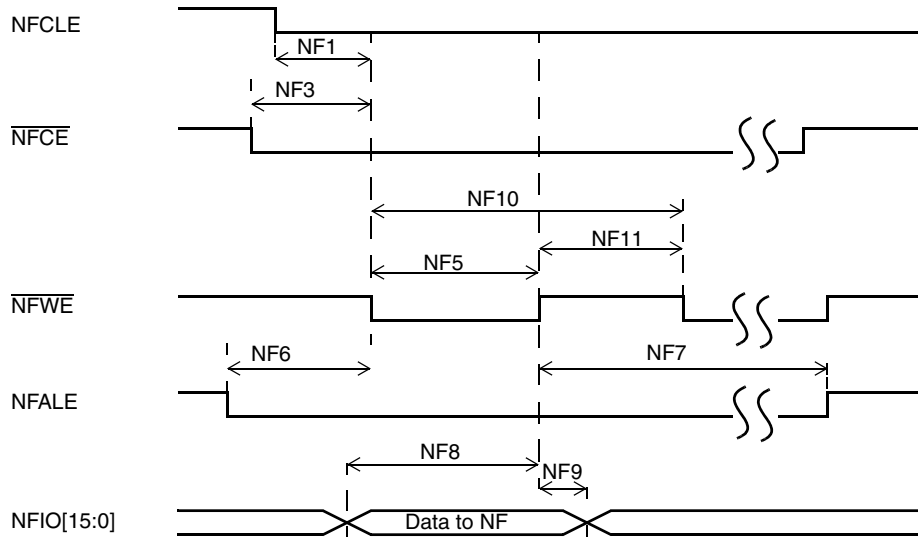 NFCLE
NF1
NF3
NFCE
NF10
NF11
NF5
NFWE
NF6
NF7
NFALE
NF8
NF9
NFIO[15:0]
Data to NF